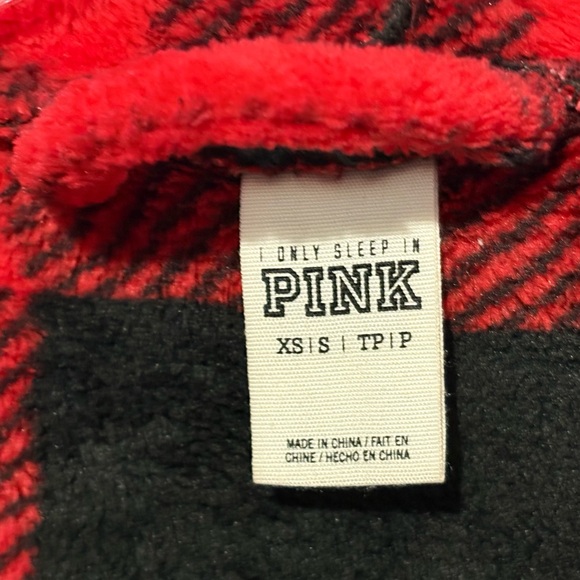 I ONLY SLEEP IN
PINK
XS|S | TP|P
MADE IN CHINA / FAIT EN
CHINE / HECHO EN CHINA